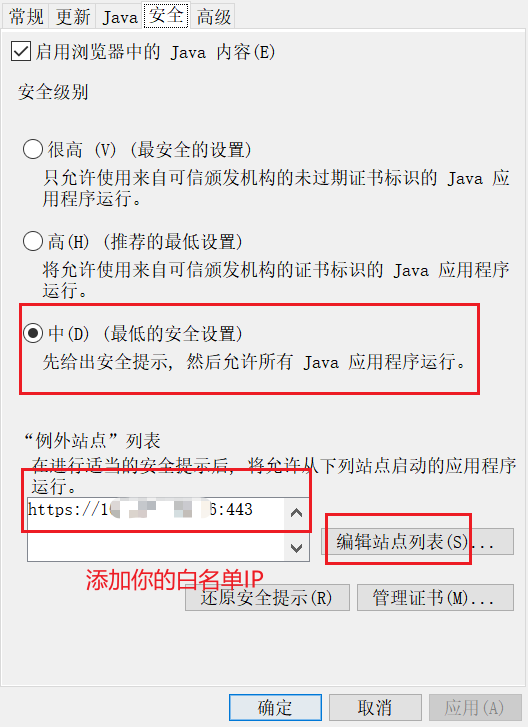 常规 更新 Java 安全 高级
启用浏览器中的 Java 内容(E)
安全级别
很高 (V) (最安全的设置)
只允许使用来自可信颁发机构的未过期证书标识的 Java 应
用程序运行。
高(H) (推荐的最低设置)
将允许使用来自可信颁发机构的证书标识的 Java 应用程序
运行。
中(D) (最低的安全设置)
先给出安全提示, 然后允许所有 Java 应用程序运行。
“例外站点”列表
在进行适当的安全提示后, 将允许从下列站点启动的应用程序
运行。
https://1 6:443
编辑站点列表(S)...
添加你的白名单IP
还原安全提示(R) 管理证书(M)...
确定 取消 应用(A)